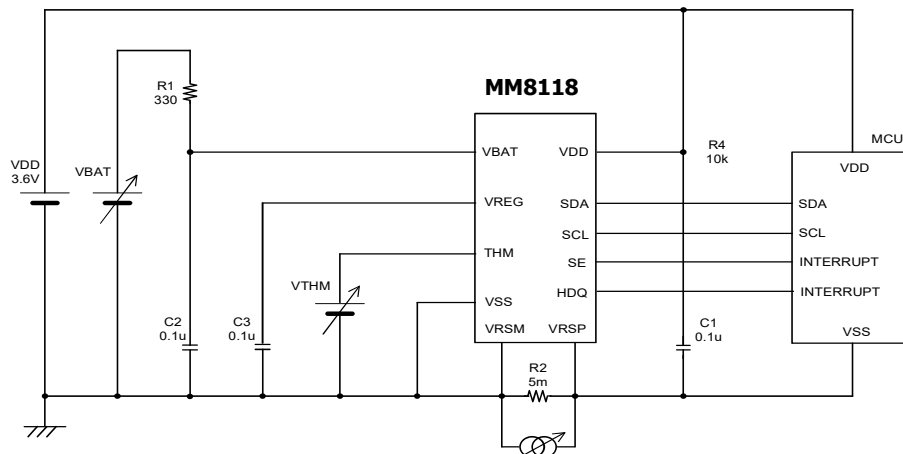 MM8118
R1
330
VDD
3.6V
VBAT
VBAT
VREG
THM
VSS
VRSM
VDD
SDA
SCL
SE
HDQ
VRSP
R4
10k
MCU
VDD
SDA
SCL
INTERRUPT
INTERRUPT
VSS
VTHM
C2
0.1u
C3
0.1u
C1
0.1u
R2
5m